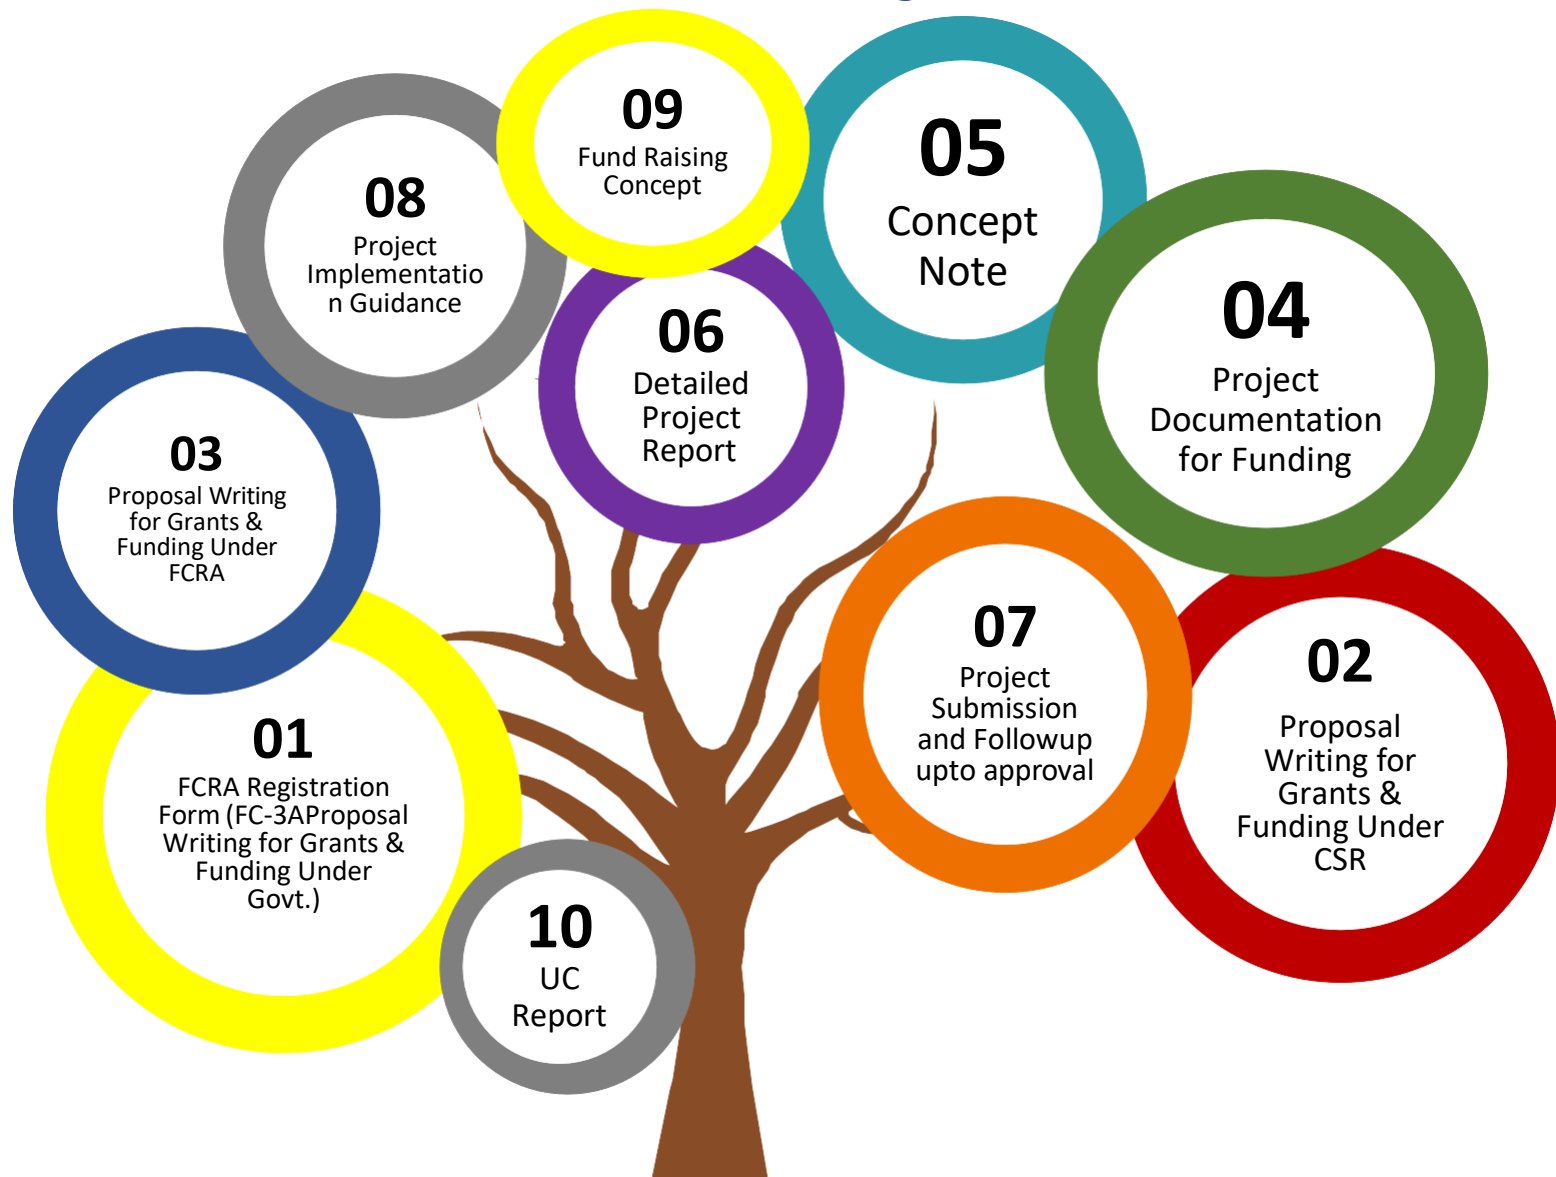 09
Fund Raising
Concept
05
Concept
Note
08
Project
Implementatio
n Guidance
04
Project
Documentation
for Funding
06
Detailed
Project
Report
03
Proposal Writing
for Grants &
Funding Under
FCRA
07
Project
Submission
and Followup
upto approval
02
Proposal
Writing for
Grants &
Funding Under
CSR
01
FCRA Registration
Form (FC-3AProposal
Writing for Grants &
Funding Under
Govt.)
10
UC
Report